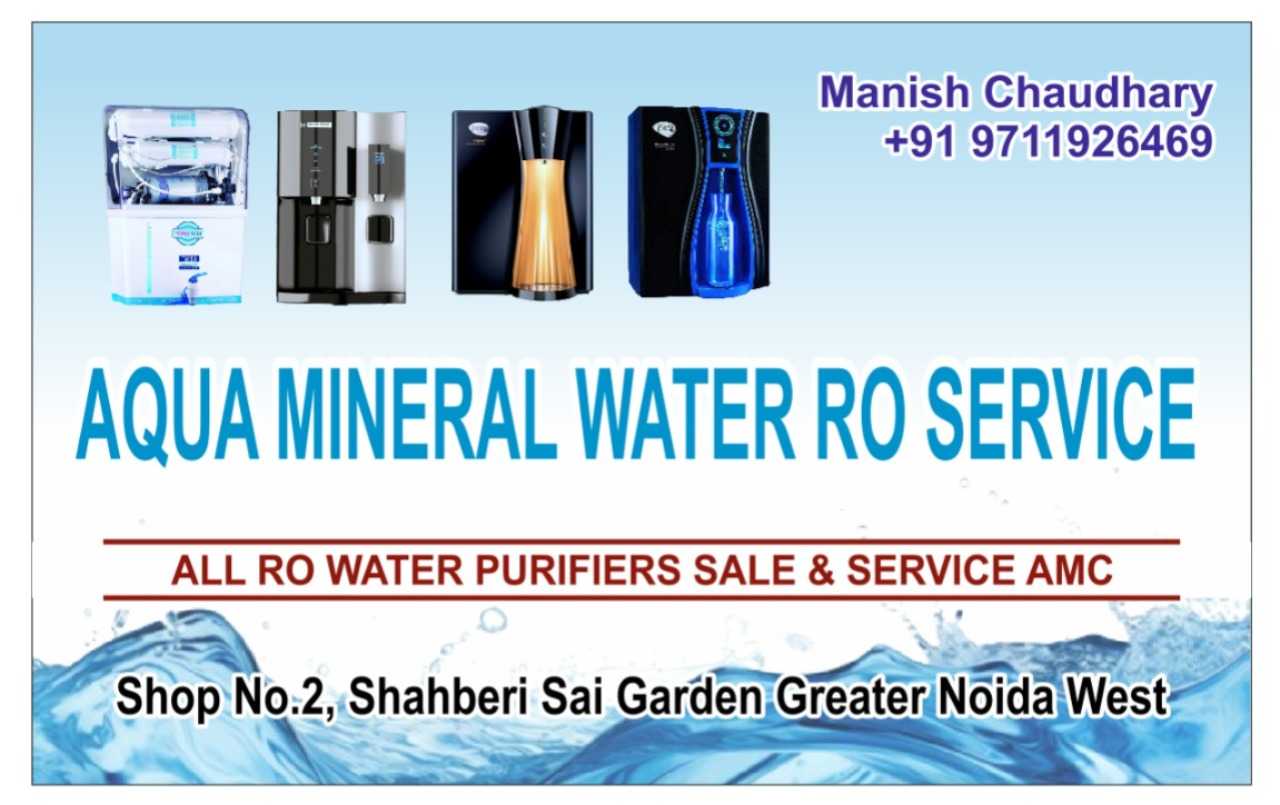 Manish Chaudhary
+91 9711926469
AQUA MINERAL WATER RO SERVICE
ALL RO WATER PURIFIERS SALE & SERVICE AMC
Shop No.2, Shahberi Sai Garden Greater Noida West